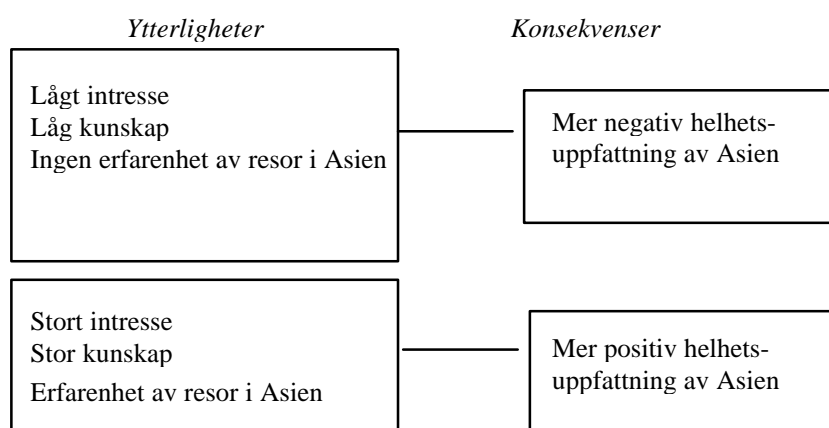 Ytterligheter
Konsekvenser
Lågt intresse
Låg kunskap
Ingen erfarenhet av resor i Asien
Mer negativ helhets-
uppfattning av Asien
Stort intresse
Stor kunskap
Erfarenhet av resor i Asien
Mer positiv helhets-
uppfattning av Asien